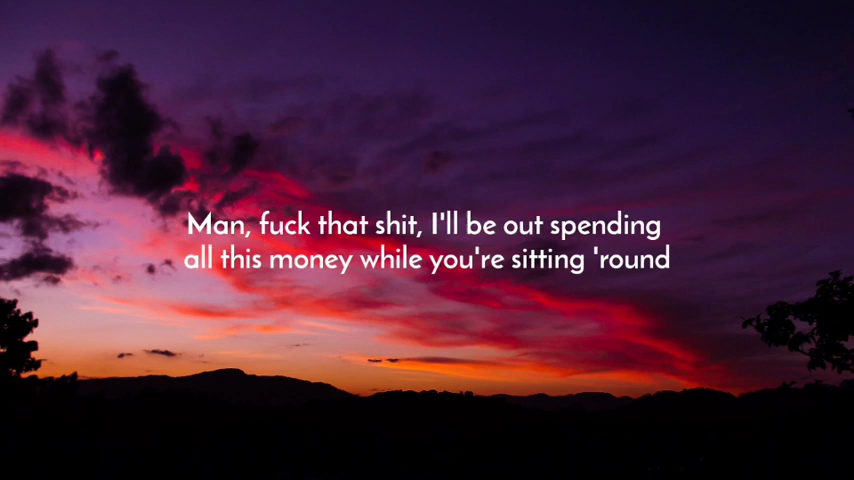 Man, fuck that shit, I'll be out spending
all this money while you're sitting 'round